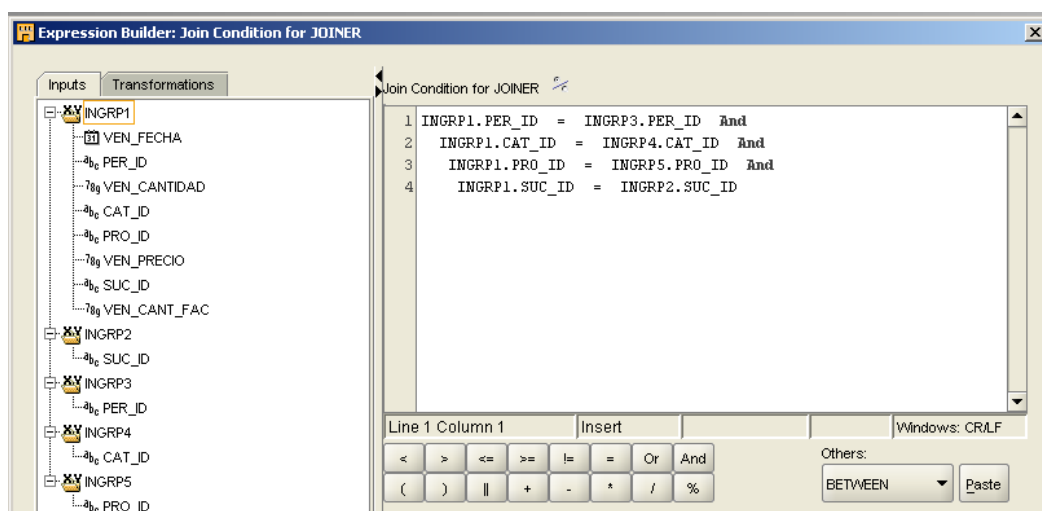 Expression Builder: Join Condition for JOINER
Inputs
Transformations
INGRP1
VEN_FECHA
PER_ID
VEN_CANTIDAD
CAT_ID
PRO_ID
VEN_PRECIO
SUC_ID
VEN_CANT_FAC
INGRP2
SUC_ID
INGRP3
PER_ID
INGRP4
CAT_ID
INGRP5
PRO_ID
Join Condition for JOINER
1 INGRP1.PER_ID = INGRP3.PER_ID And
2 INGRP1.CAT_ID = INGRP4.CAT_ID And
3 INGRP1.PRO_ID = INGRP5.PRO_ID And
4 INGRP1.SUC_ID = INGRP2.SUC_ID
Line 1 Column 1 Insert Windows: CR/LF
< > <= >= != = Or And
( ) || + - * / %
Others:
BETWEEN Paste